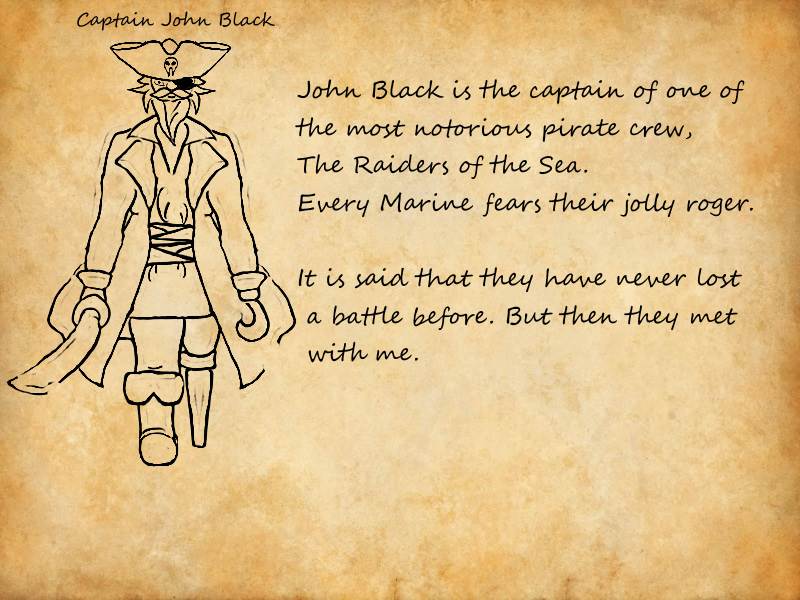 Captain John Black
John Black is the captain of one of
the most notorious pirate crew,
The Raiders of the Sea.
Every Marine fears their jolly roger.
It is said that they have never lost
a battle before. But then they met
with me.